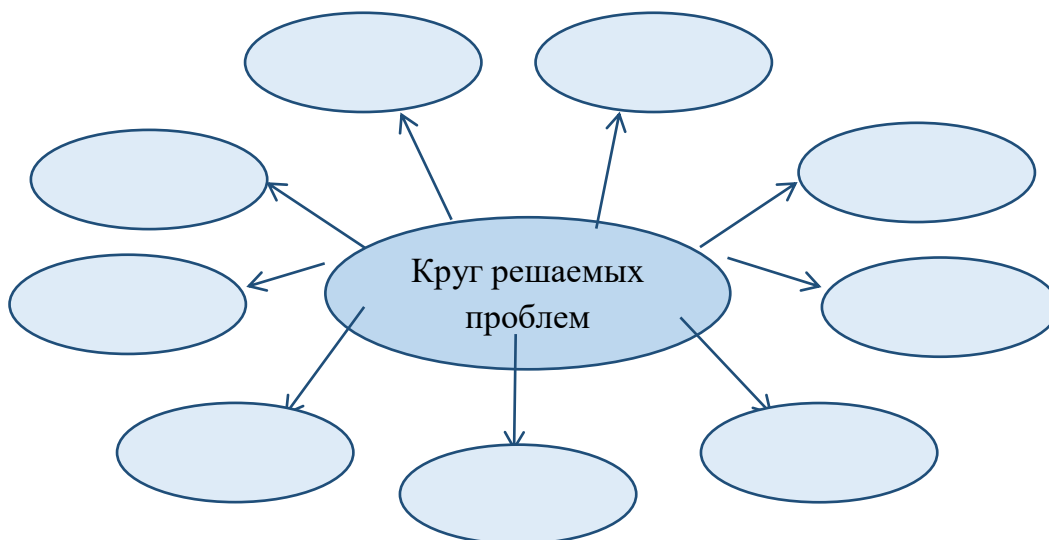 Круг решаемых
проблем